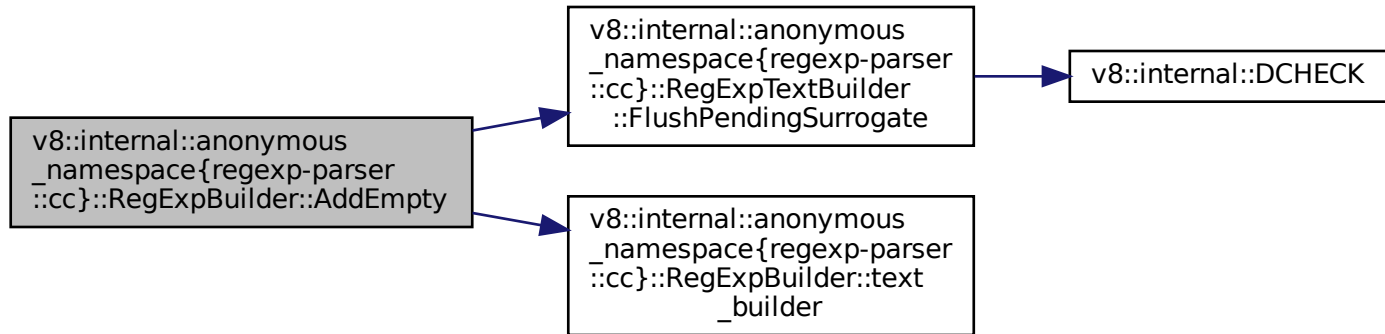 v8::internal::anonymous
_namespace{regexp-parser
::cc}::RegExpBuilder::AddEmpty
v8::internal::anonymous
_namespace{regexp-parser
::cc}::RegExpTextBuilder
::FlushPendingSurrogate
v8::internal::DCHECK
v8::internal::anonymous
_namespace{regexp-parser
::cc}::RegExpBuilder::text
_builder